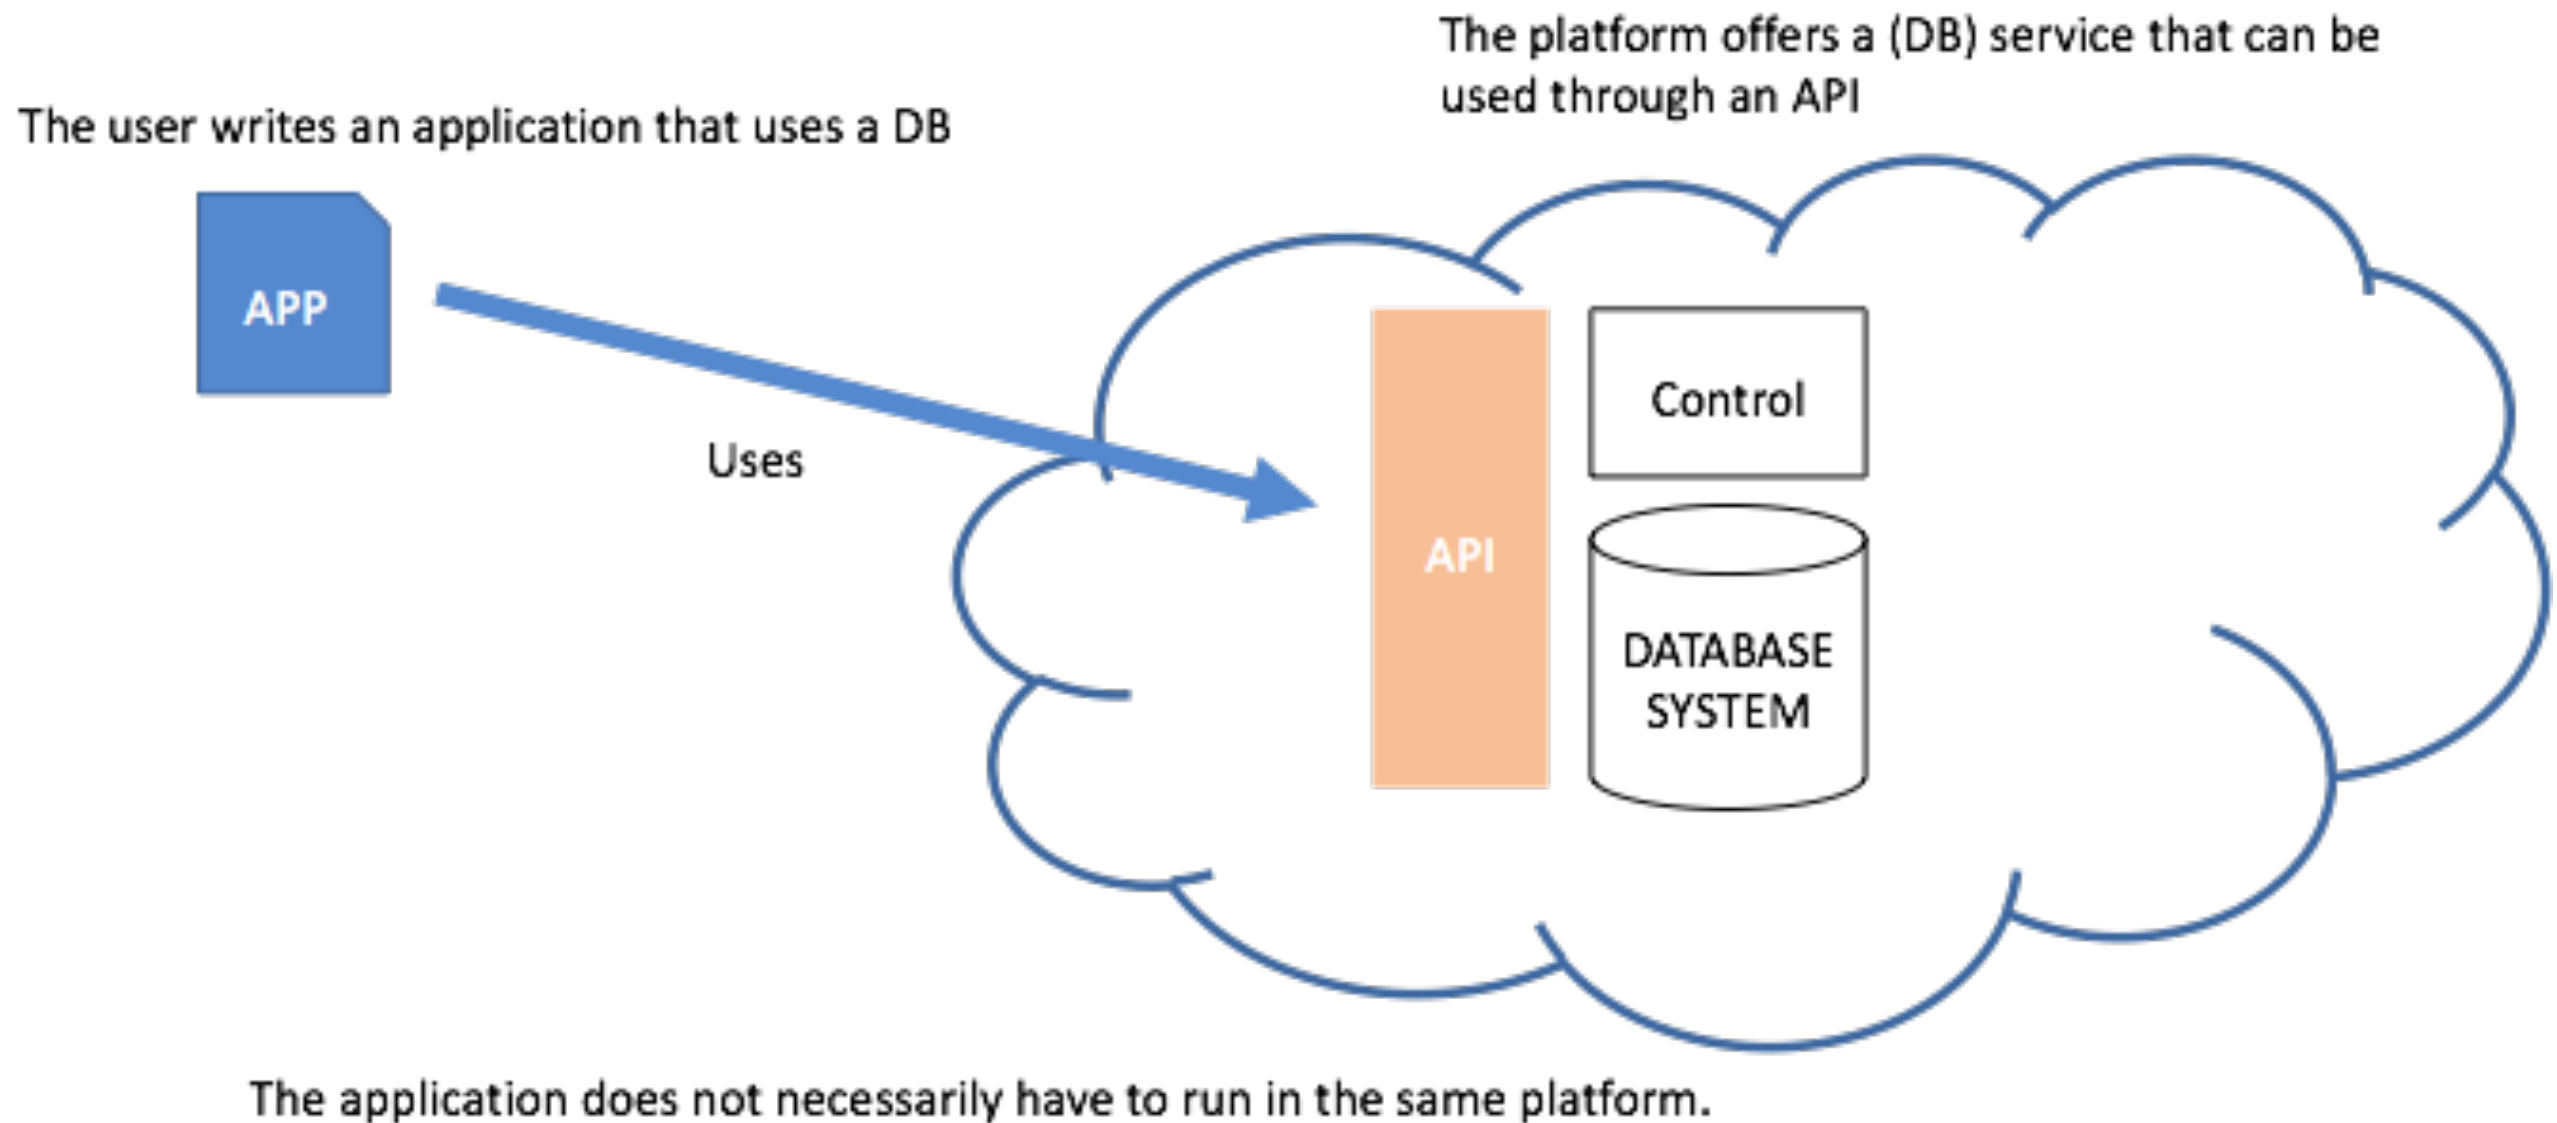 The platform offers a (DB) service that can be
used through an API
The user writes an application that uses a DB
APP
Control
Uses
API
DATABASE
SYSTEM
The application does not necessarily have to run in the same platform.